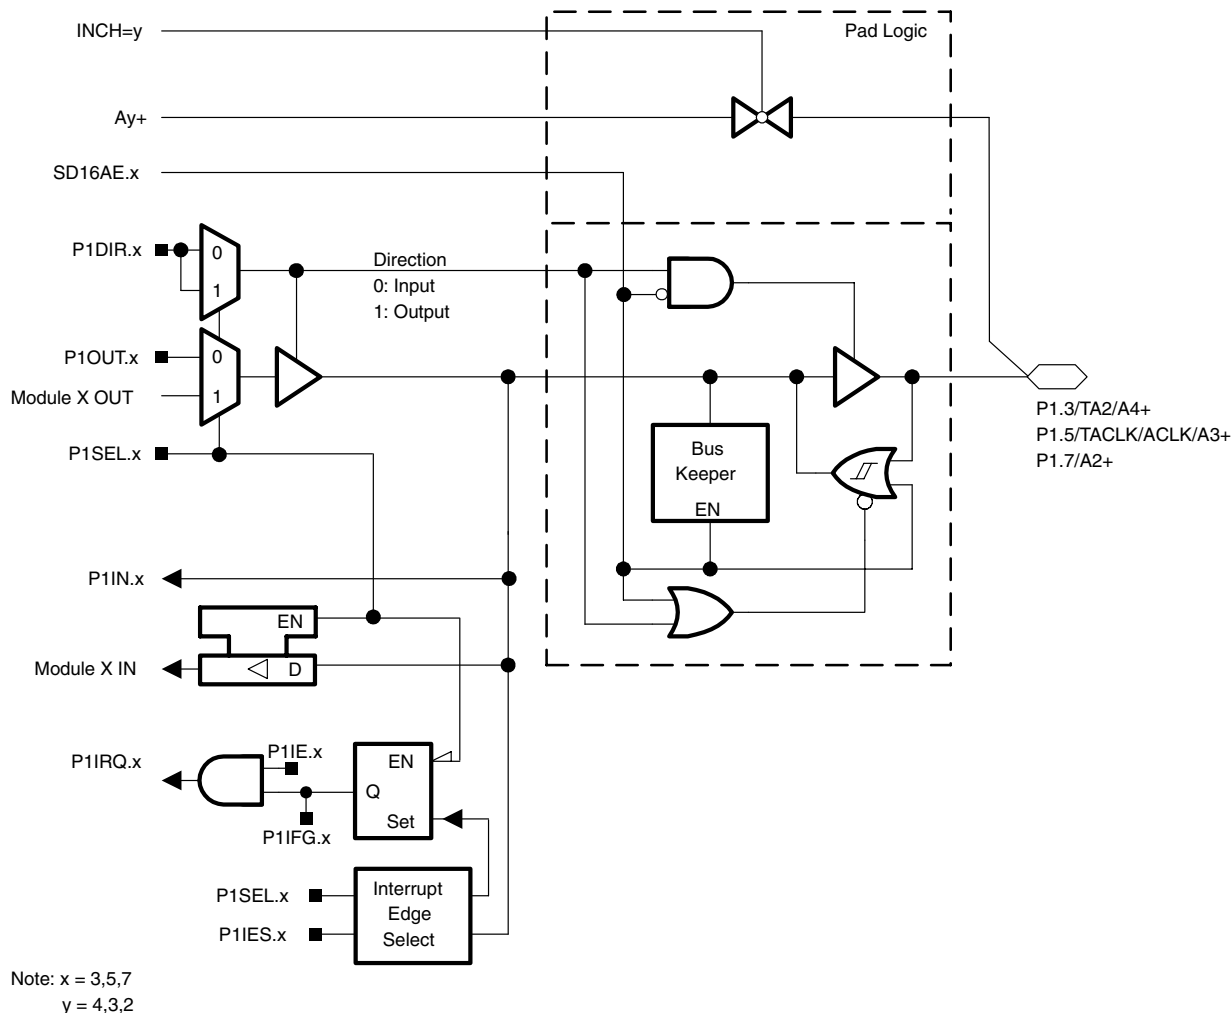 INCH=y
Pad Logic
Ay+
SD16AE.x
P1DIR.x
0
1
Direction
0: Input
1: Output
P1OUT.x
0
Module X OUT
1
P1SEL.x
P1.3/TA2/A4+
P1.5/TACLK/ACLK/A3+
P1.7/A2+
Bus
Keeper
EN
P1IN.x
EN
Module X IN
D
P1IRQ.x
P1IE.x
EN
Q
Set
P1IFG.x
P1SEL.x
P1IES.x
Interrupt
Edge
Select
Note: x = 3,5,7
y = 4,3,2